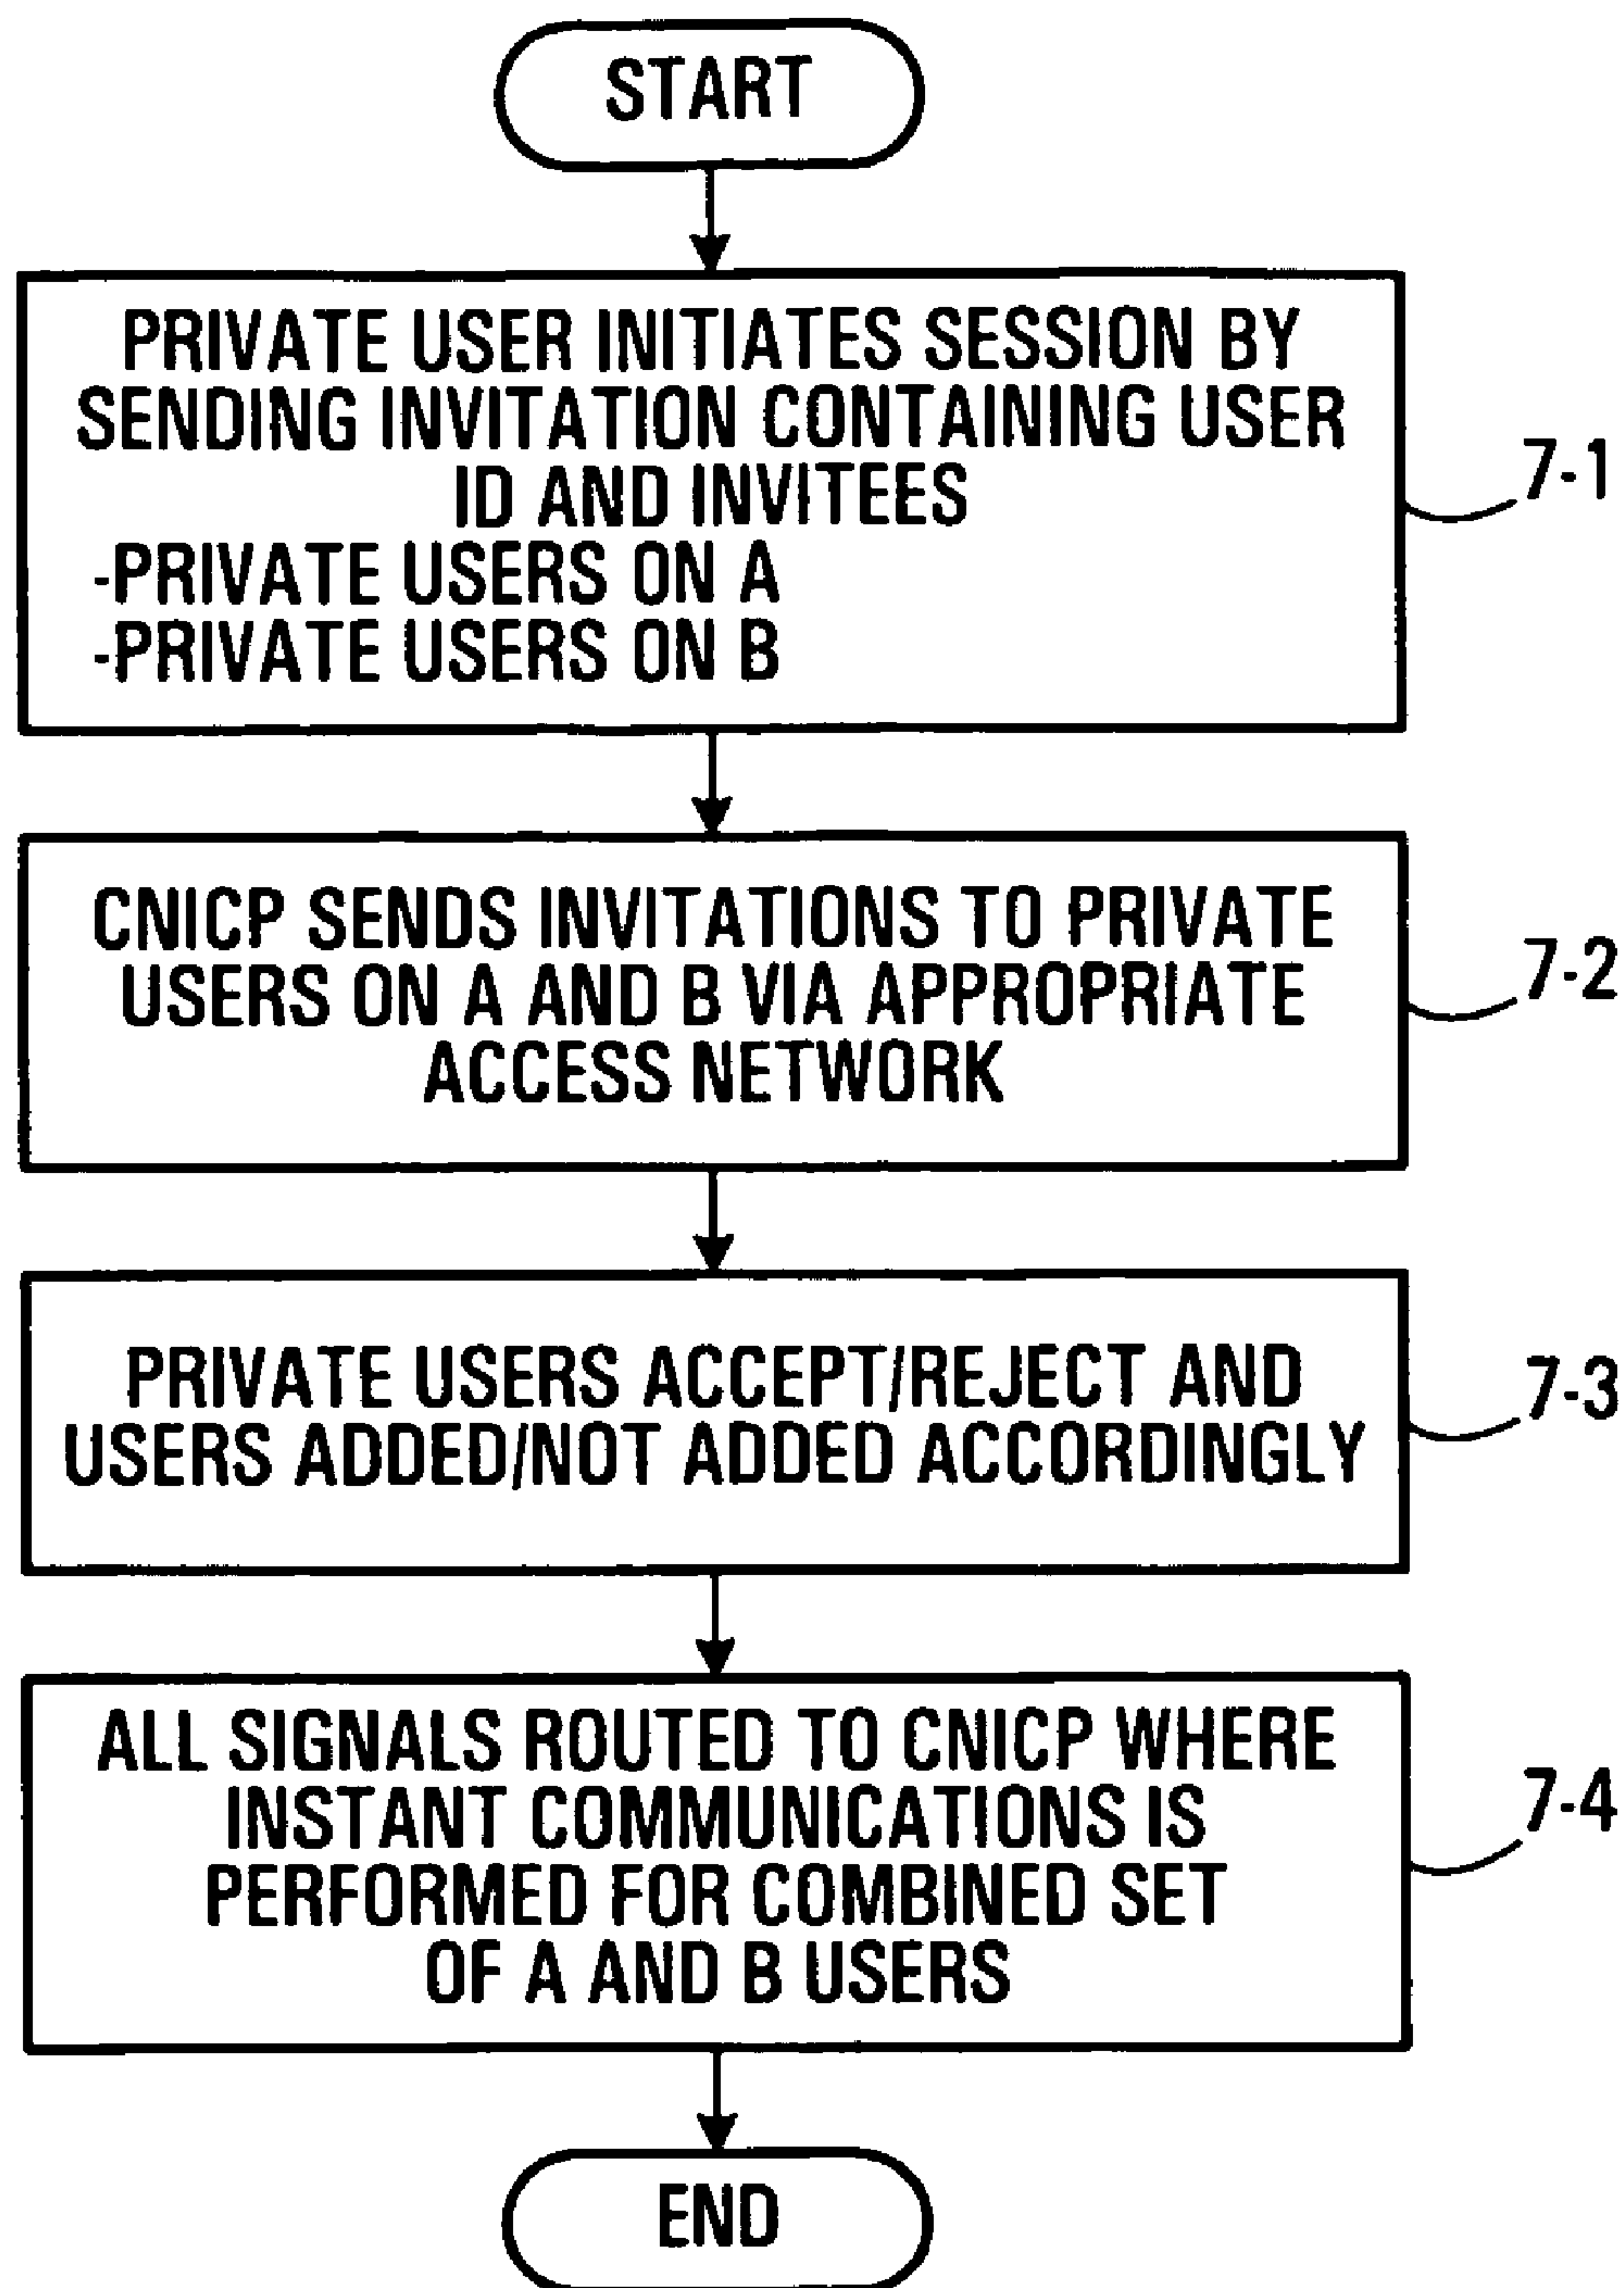 START
PRIVATE USER INITIATES SESSION BY
SENDING INVITATION CONTAINING USER
ID AND INVITEES
-PRIVATE USERS ON A
-PRIVATE USERS ON B
7-1
CNICP SENDS INVITATIONS TO PRIVATE
USERS ON A AND B VIA APPROPRIATE
ACCESS NETWORK
7-2
PRIVATE USERS ACCEPT/REJECT AND
USERS ADDED/NOT ADDED ACCORDINGLY
7-3
ALL SIGNALS ROUTED TO CNICP WHERE
INSTANT COMMUNICATIONS IS
PERFORMED FOR COMBINED SET
OF A AND B USERS
7-4
END